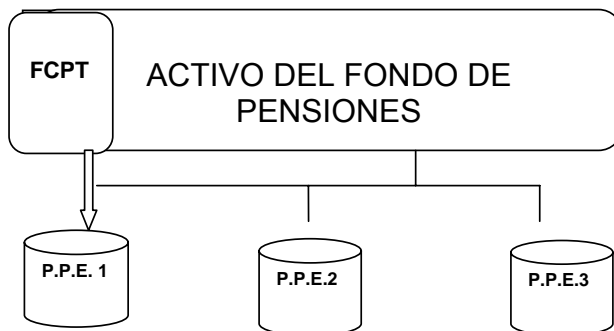 FCPT
ACTIVO DEL FONDO DE
PENSIONES
P.P.E. 1
P.P.E.2
P.P.E.3